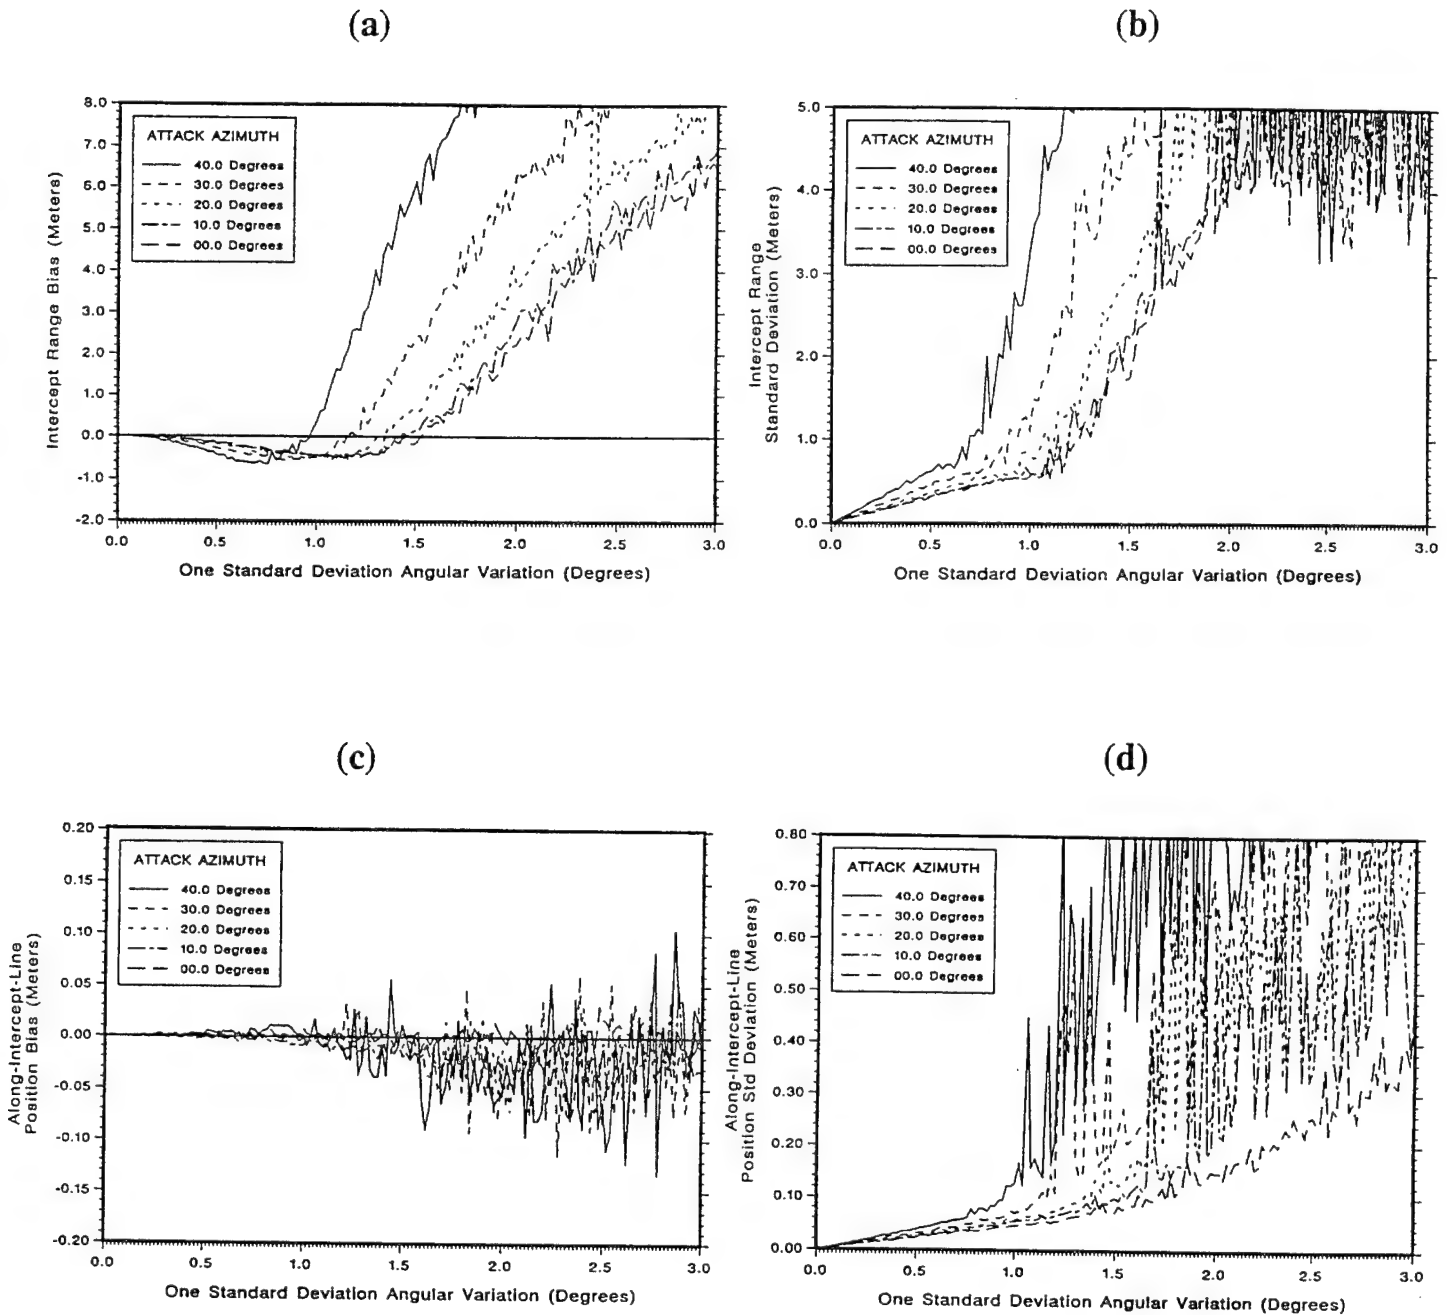 (a)
8.0
7.0
6.0
5.0
4.0
3.0
2.0
1.0
0.0
-1.0
-2.0
Intercept Range Bias (Meters)
ATTACK AZIMUTH
40.0 Degrees
30.0 Degrees
20.0 Degrees
10.0 Degrees
00.0 Degrees
0.0 0.5 1.0 1.5 2.0 2.5 3.0
One Standard Deviation Angular Variation (Degrees)
(b)
5.0
4.0
3.0
2.0
1.0
0.0
Intercept Range
Standard Deviation (Meters)
ATTACK AZIMUTH
40.0 Degrees
30.0 Degrees
20.0 Degrees
10.0 Degrees
00.0 Degrees
0.0 0.5 1.0 1.5 2.0 2.5 3.0
One Standard Deviation Angular Variation (Degrees)
(c)
0.20
0.15
0.10
0.05
0.00
-0.05
-0.10
-0.15
-0.20
Along-Intercept-Line
Position Bias (Meters)
ATTACK AZIMUTH
40.0 Degrees
30.0 Degrees
20.0 Degrees
10.0 Degrees
00.0 Degrees
0.0 0.5 1.0 1.5 2.0 2.5 3.0
One Standard Deviation Angular Variation (Degrees)
(d)
0.80
0.70
0.60
0.50
0.40
0.30
0.20
0.10
0.00
Along-Intercept-Line
Position Std Deviation (Meters)
ATTACK AZIMUTH
40.0 Degrees
30.0 Degrees
20.0 Degrees
10.0 Degrees
00.0 Degrees
0.0 0.5 1.0 1.5 2.0 2.5 3.0
One Standard Deviation Angular Variation (Degrees)